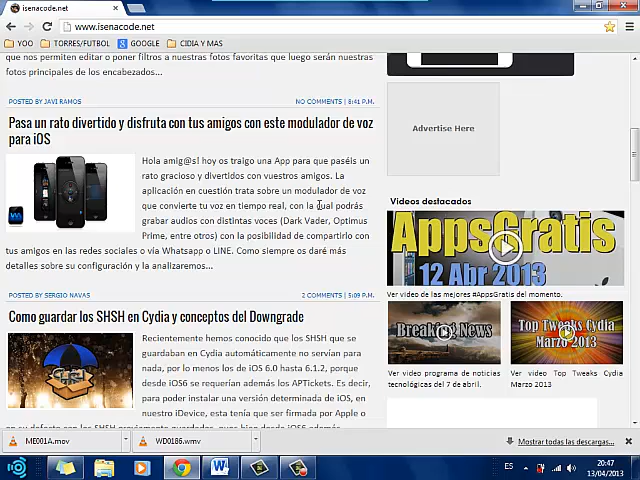 isenacode.net
www.isenacode.net
YOO
TORRES/FUTBOL
GOOGLE
CIDIA Y MAS
que nos permiten editar o poner filtros a nuestras fotos favoritas que luego serán nuestras
fotos principales de los encabezados...
POSTED BY JAVI RAMOS
NO COMMENTS | 8:41 P.M.
Pasa un rato divertido y disfruta con tus amigos con este modulador de voz
para iOS
Hola amig@s! hoy os traigo una App para que paséis un
rato gracioso y divertidos con vuestros amigos. La
aplicación en cuestión trata sobre un modulador de voz
que convierte tu voz en tiempo real, con la cual podrás
grabar audios con distintas voces (Dark Vader, Optimus
Prime, entre otros) con la posibilidad de compartirlo con
tus amigos en las redes sociales o vía Whatsapp o LINE. Como siempre os daré más
detalles sobre su configuración y la analizaremos...
POSTED BY SERGIO NAVAS
2 COMMENTS | 5:09 P.M.
Como guardar los SHSH en Cydia y conceptos del Downgrade
Recientemente hemos conocido que los SHSH que se
guardaban en Cydia automáticamente no servían para
nada, por lo menos los de iOS 6.0 hasta 6.1.2, porque
desde iOS6 se requerían además los APTickets. Es decir,
para poder instalar una versión determinada de iOS, en
nuestro iDevice, esta tenía que ser firmada por Apple o
Advertise Here
Videos destacados
AppsGratis
12 Abr 2013
Ver vídeo de las mejores #AppsGratis del momento.
Breaking News
Top Tweaks Cydia
Marzo 2013
Ver vídeo programa de noticias
tecnológicas del 7 de abril.
Ver vídeo Top Tweaks Cydia
Marzo 2013
ME001A.mov
WD0186.wmv
Mostrar todas las descargas...
ES
20:47
13/04/2013